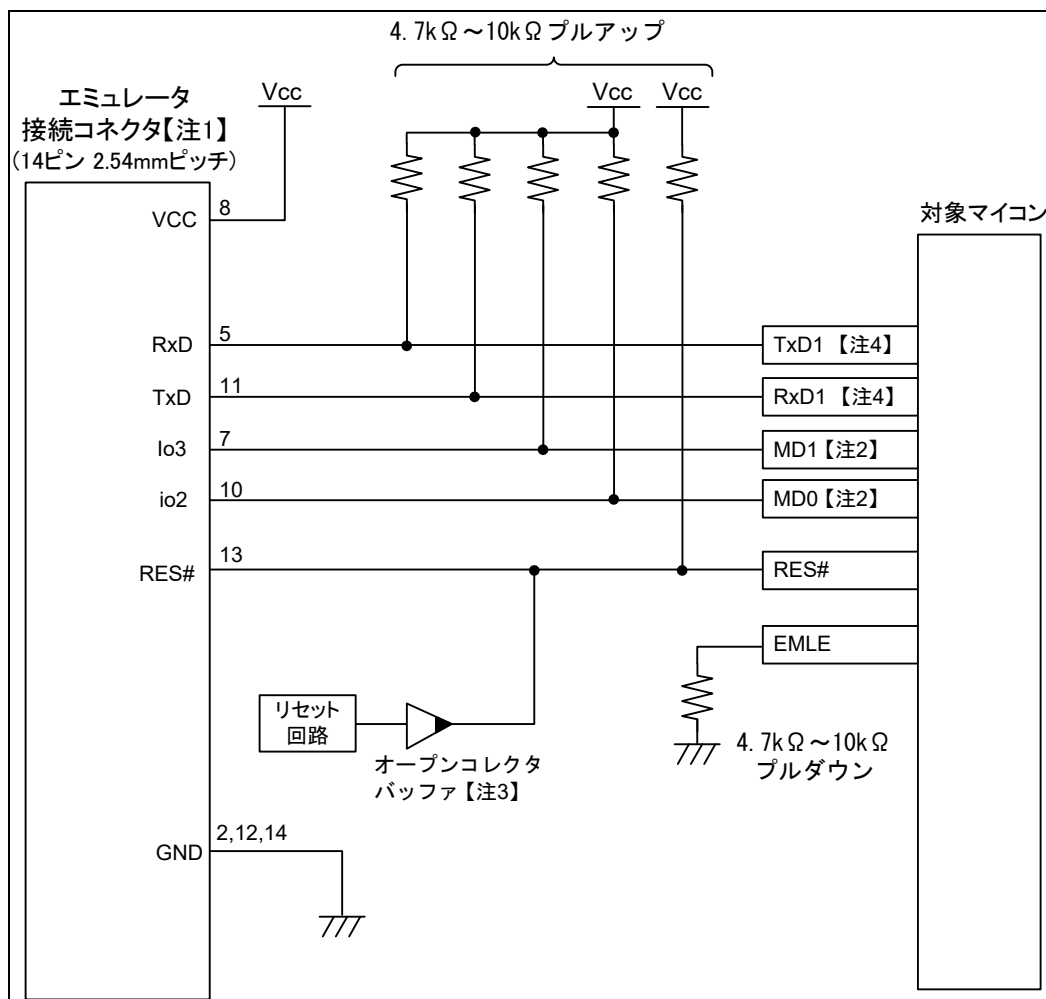 4.7kΩ～10kΩ プルアップ
エミュレータ
接続コネクタ【注1】
(14ピン 2.54mmピッチ)
Vcc
Vcc
Vcc
対象マイコン
VCC
8
RxD
5
TxD1 【注4】
TxD
11
RxD1 【注4】
Io3
7
MD1【注2】
io2
10
MD0【注2】
RES#
13
RES#
EMLE
リセット
回路
オープンコレクタ
バッファ【注3】
4.7kΩ～10kΩ
プルダウン
GND
2,12,14